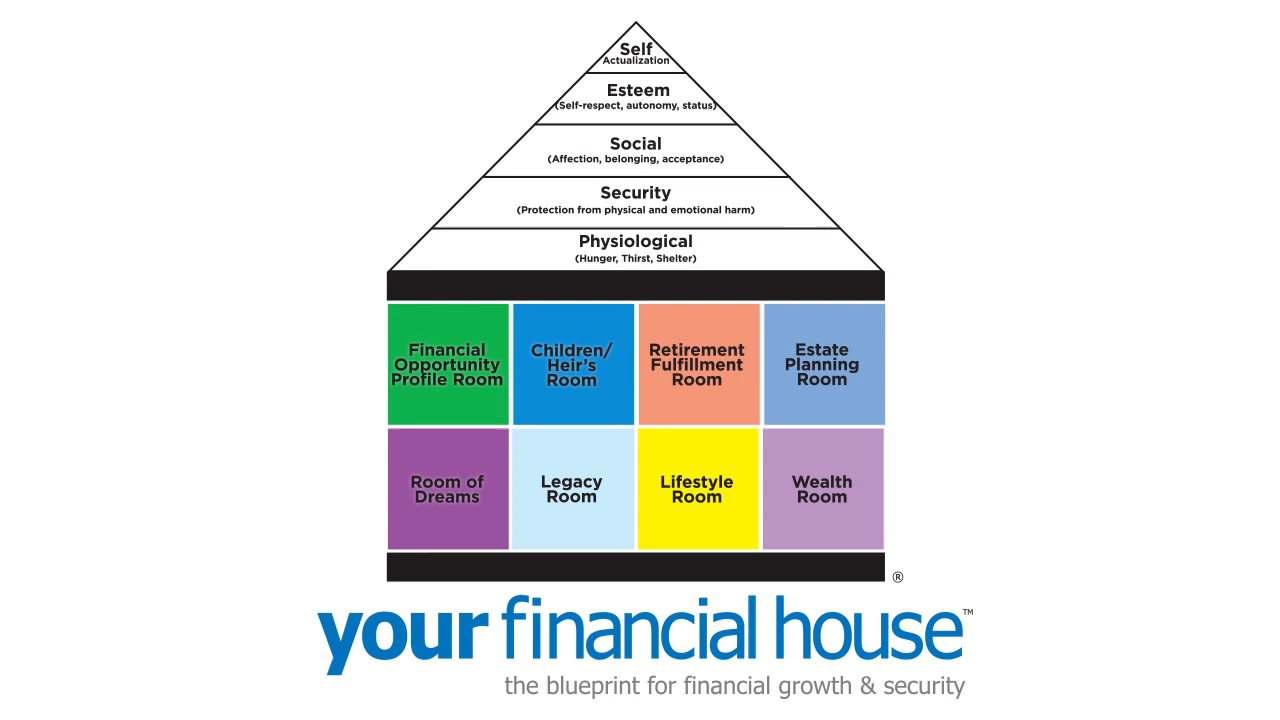 Self
Actualization
Esteem
(Self-respect, autonomy, status)
Social
(Affection, belonging, acceptance)
Security
(Protection from physical and emotional harm)
Physiological
(Hunger, Thirst, Shelter)
Financial
Opportunity
Profile Room
Children/
Heir's
Room
Retirement
Fulfillment
Room
Estate
Planning
Room
Room of
Dreams
Legacy
Room
Lifestyle
Room
Wealth
Room
®
your financial house™
the blueprint for financial growth & security